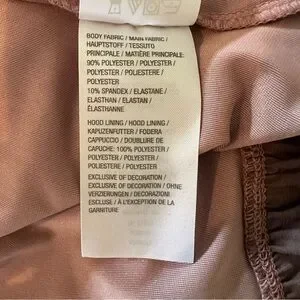 BODY FABRIC / MAIN FABRIC /
HAUPTSTOFF / TESSUTO
PRINCIPALE / MATIÈRE PRINCIPALE:
90% POLYESTER / POLYESTER /
POLYESTER / POLIESTERE /
POLYESTER
10% SPANDEX / ELASTANE /
ELASTHAN / ELASTAN /
ÉLASTHANNE
HOOD LINING / HOOD LINING /
KAPUZENFUTTER / FODERA
CAPPUCCIO / DOUBLURE DE
CAPUCHE: 100% POLYESTER /
POLYESTER / POLYESTER /
POLIESTERE / POLYESTER
EXCLUSIVE OF DECORATION /
EXCLUSIVE OF DECORATION / OHNE
VERZIERUNGEN / DECORAZIONI
ESCLUSE / À L'EXCEPTION DE LA
GARNITURE